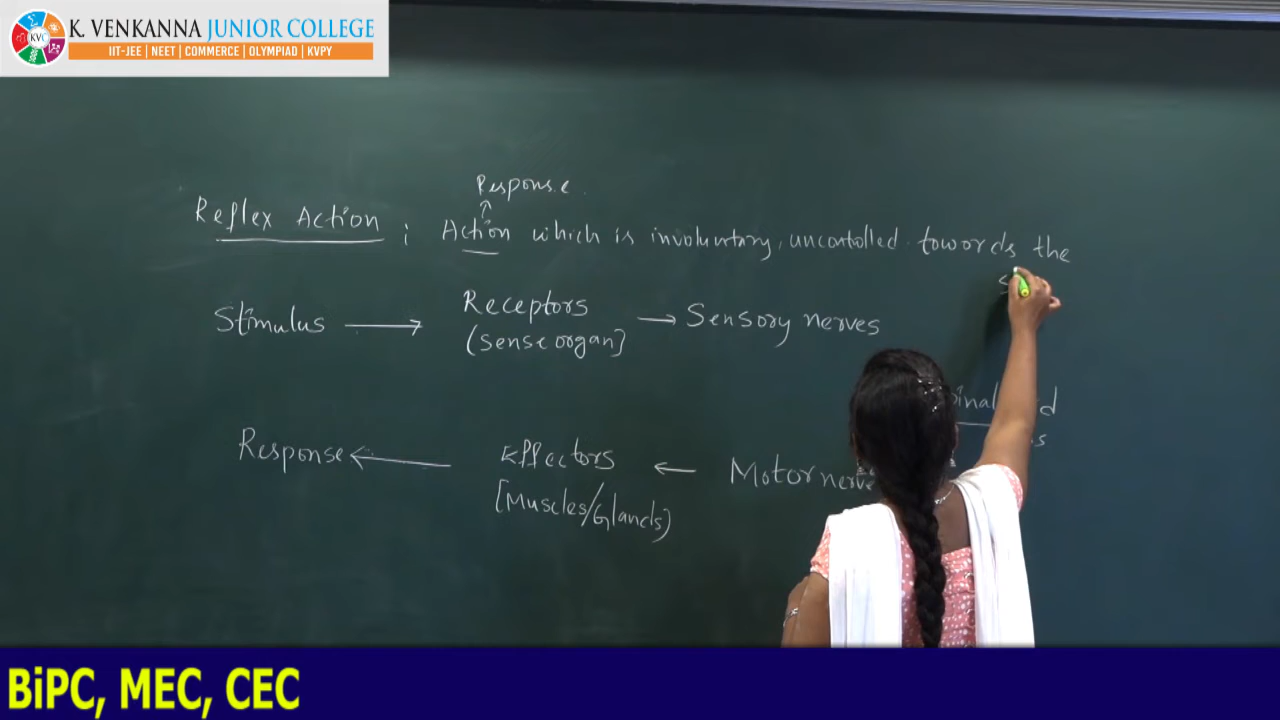 K. VENKANNA JUNIOR COLLEGE
KVC
IIT-JEE | NEET | COMMERCE | OLYMPIAD | KVPY
Response.
Reflex Action : Action which is involuntary, uncontolled towards the
s
Stimulus → Receptors → Sensory nerves
(sense organ)
Response ← Effectors ← Motor nerve
[Muscles/Glands)
BiPC, MEC, CEC